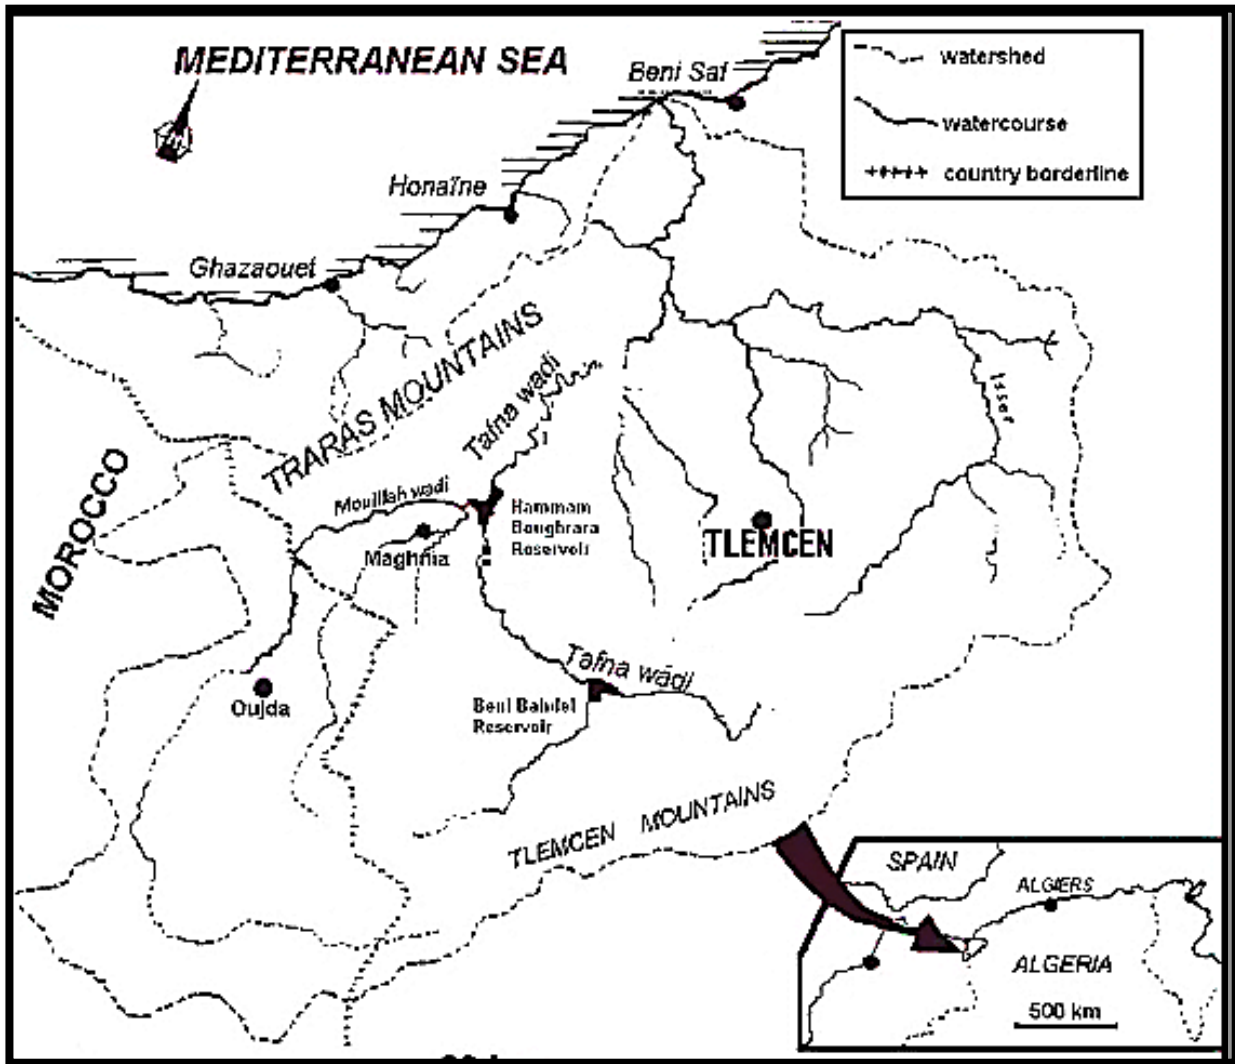 MEDITERRANEAN SEA
watershed
watercourse
country borderline
Beni Saf
Honaïne
Ghazaouet
TRARAS MOUNTAINS
Tafna wadi
Isser
MOROCCO
Mouillah wadi
Hammam
Boughrara
Reservoir
Maghnia
TLEMCEN
Tafna wādi
Oujda
Beni Bahdel
Reservoir
TLEMCEN MOUNTAINS
SPAIN
ALGIERS
ALGERIA
500 km